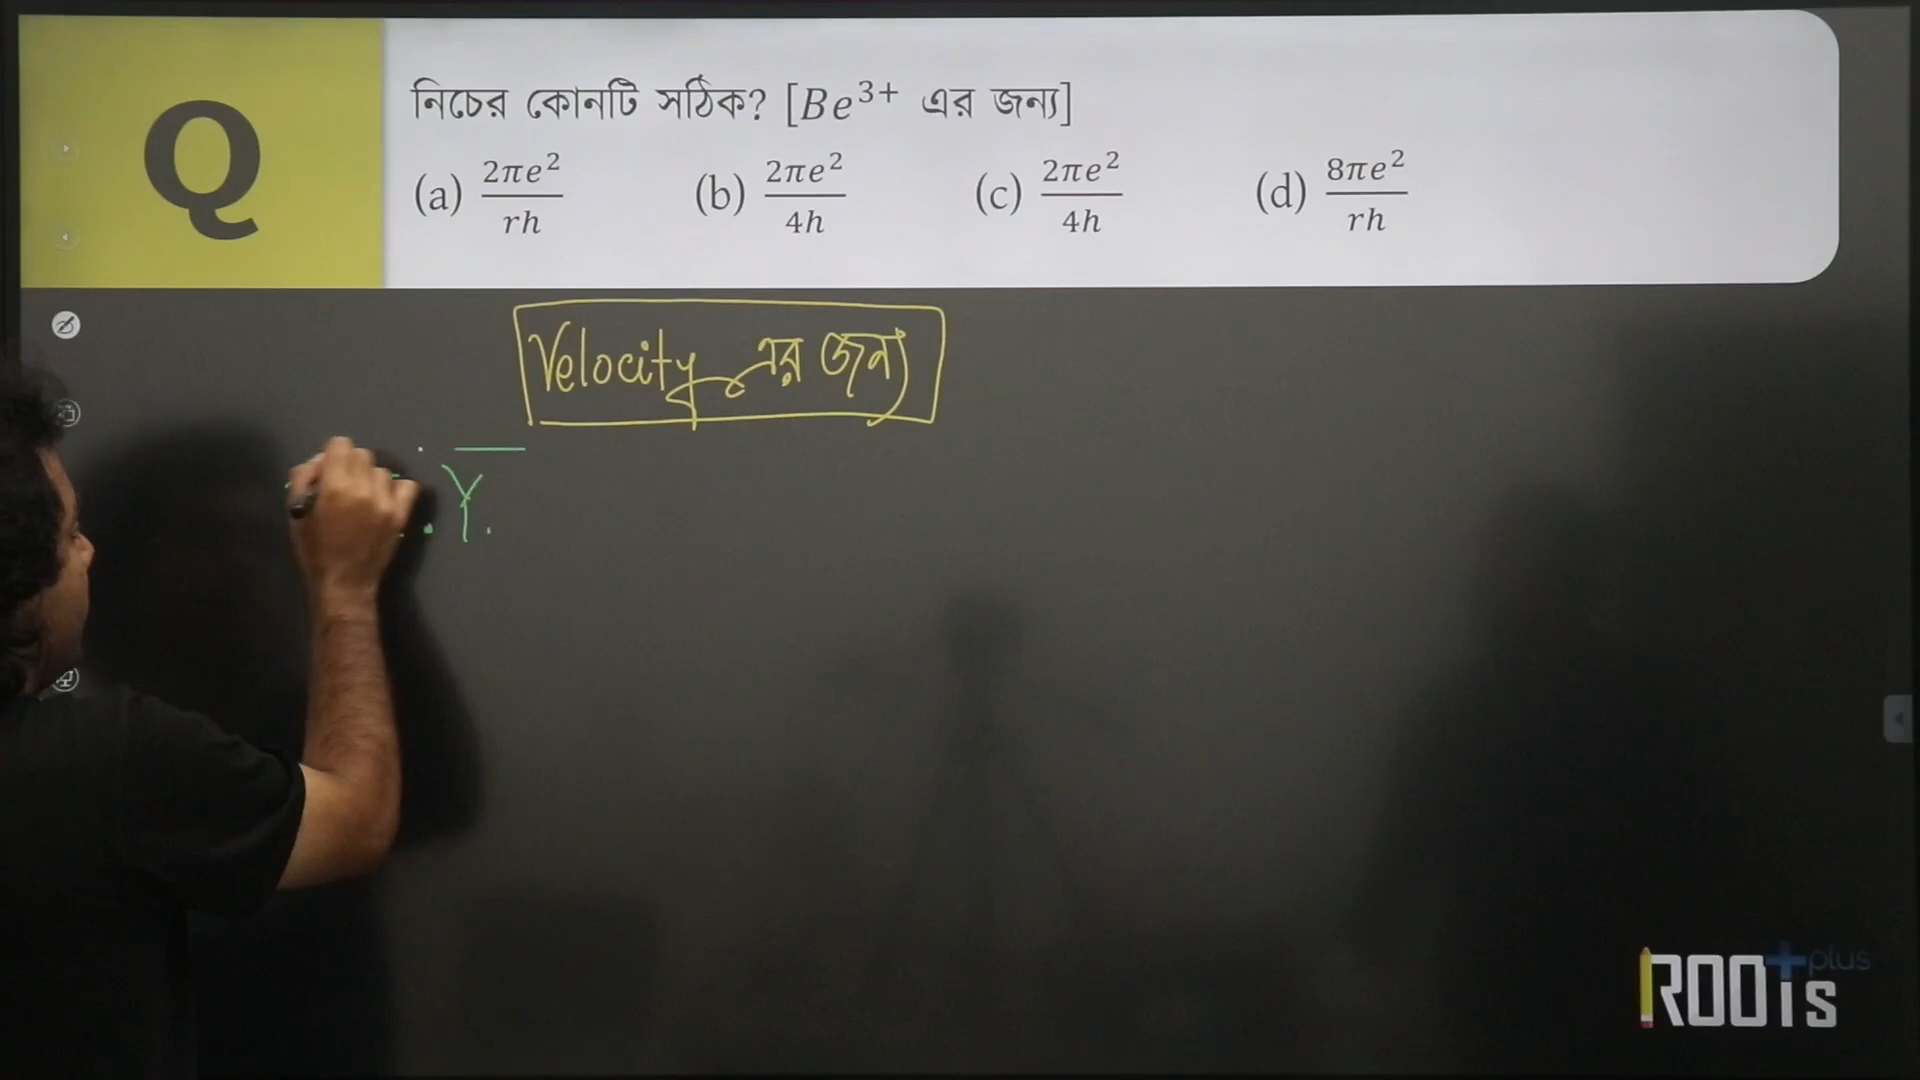 Q
নিচের কোনটি সঠিক? [Be³⁺ এর জন্য]
(a) 2πe²/rh (b) 2πe²/4h (c) 2πe²/4h (d) 8πe²/rh
Velocity এর জন্য
Y.
ROOTs plus